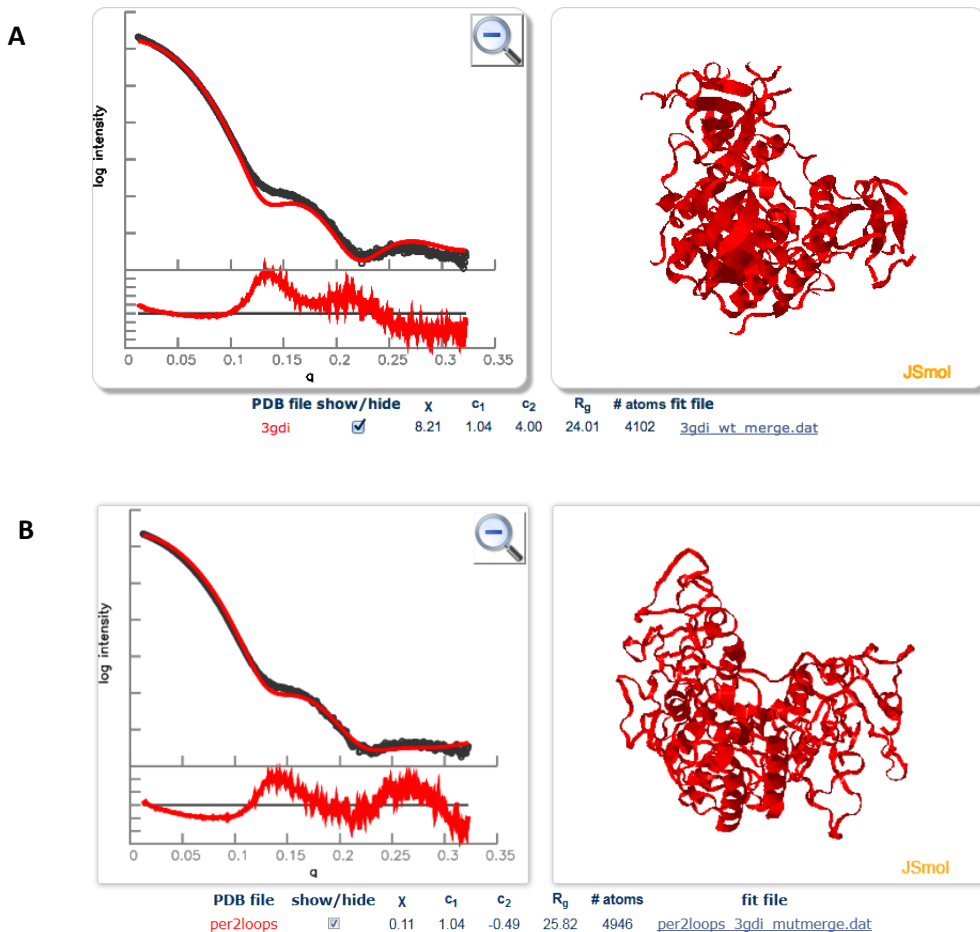 A
log intensity
0 0.05 0.1 0.15 0.2 0.25 0.3 0.35
q
JSmol
PDB file show/hide χ c1 c2 Rg # atoms fit file
3gdi 8.21 1.04 4.00 24.01 4102 3gdi_wt_merge.dat
B
log intensity
0 0.05 0.1 0.15 0.2 0.25 0.3 0.35
q
JSmol
PDB file show/hide χ c1 c2 Rg # atoms fit file
per2loops 0.11 1.04 -0.49 25.82 4946 per2loops_3gdi_mutmerge.dat